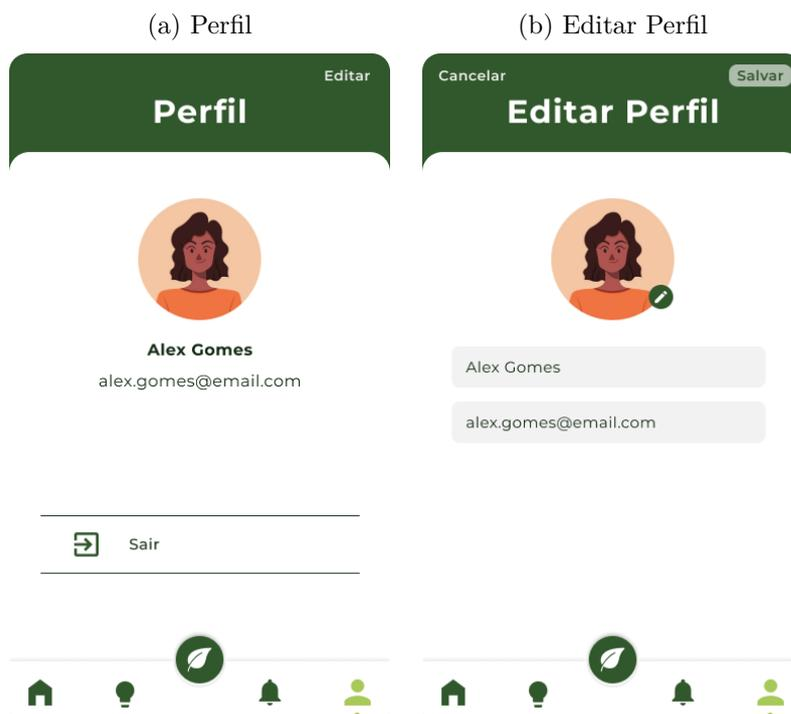 (a) Perfil
Editar
Perfil
Alex Gomes
alex.gomes@email.com
Sair
(b) Editar Perfil
Cancelar
Salvar
Editar Perfil
Alex Gomes
alex.gomes@email.com